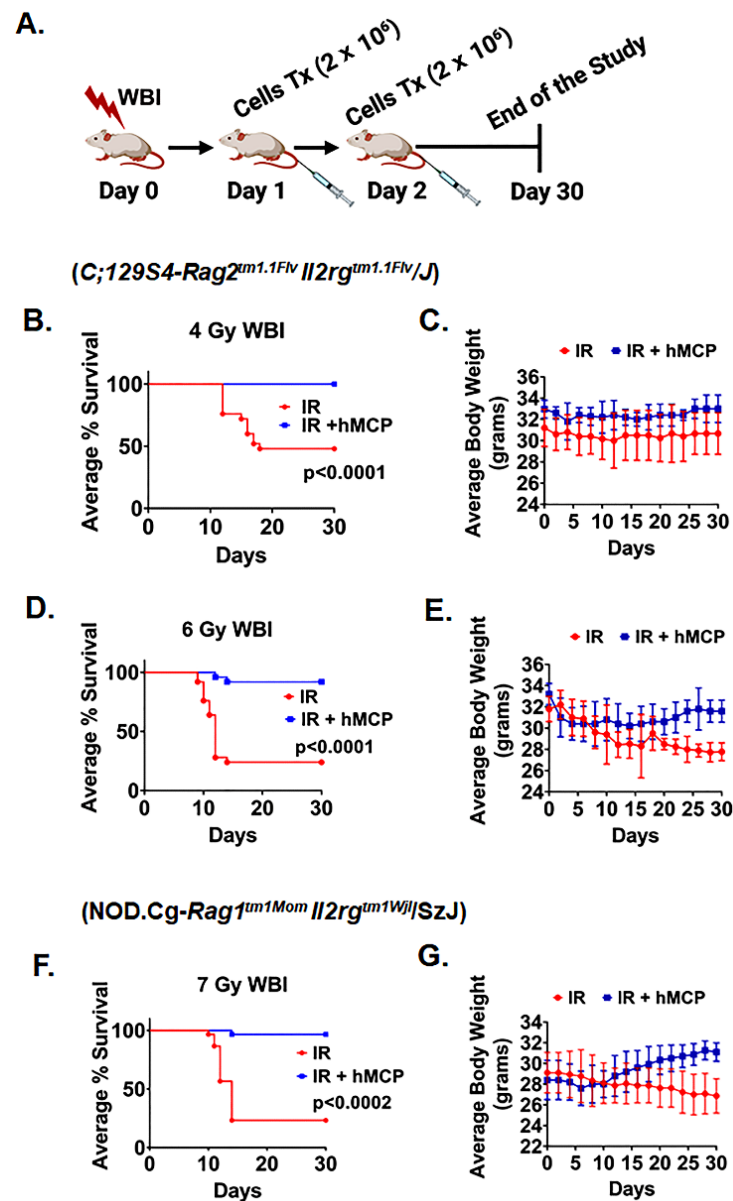 A.
WBI
Cells Tx (2 x 10⁶)
Cells Tx (2 x 10⁶)
End of the Study
Day 0
Day 1
Day 2
Day 30
(C;129S4-Rag2tm1.1Flv Il2rgtm1.1Flv/J)
B.
4 Gy WBI
Average % Survival
100
50
0
0
10
20
30
Days
IR
IR +hMCP
p<0.0001
C.
IR
IR + hMCP
Average Body Weight
(grams)
36
34
32
30
28
26
24
0
5
10
15
20
25
30
Days
D.
6 Gy WBI
Average % Survival
100
50
0
0
10
20
30
Days
IR
IR + hMCP
p<0.0001
E.
IR
IR + hMCP
Average Body Weight
(grams)
36
34
32
30
28
26
24
0
5
10
15
20
25
30
Days
(NOD.Cg-Rag1tm1Mom Il2rgtm1Wjl/SzJ)
F.
7 Gy WBI
Average % Survival
100
50
0
0
10
20
30
Days
IR
IR + hMCP
p<0.0002
G.
IR
IR + hMCP
Average Body Weight
(grams)
34
32
30
28
26
24
22
0
5
10
15
20
25
30
Days